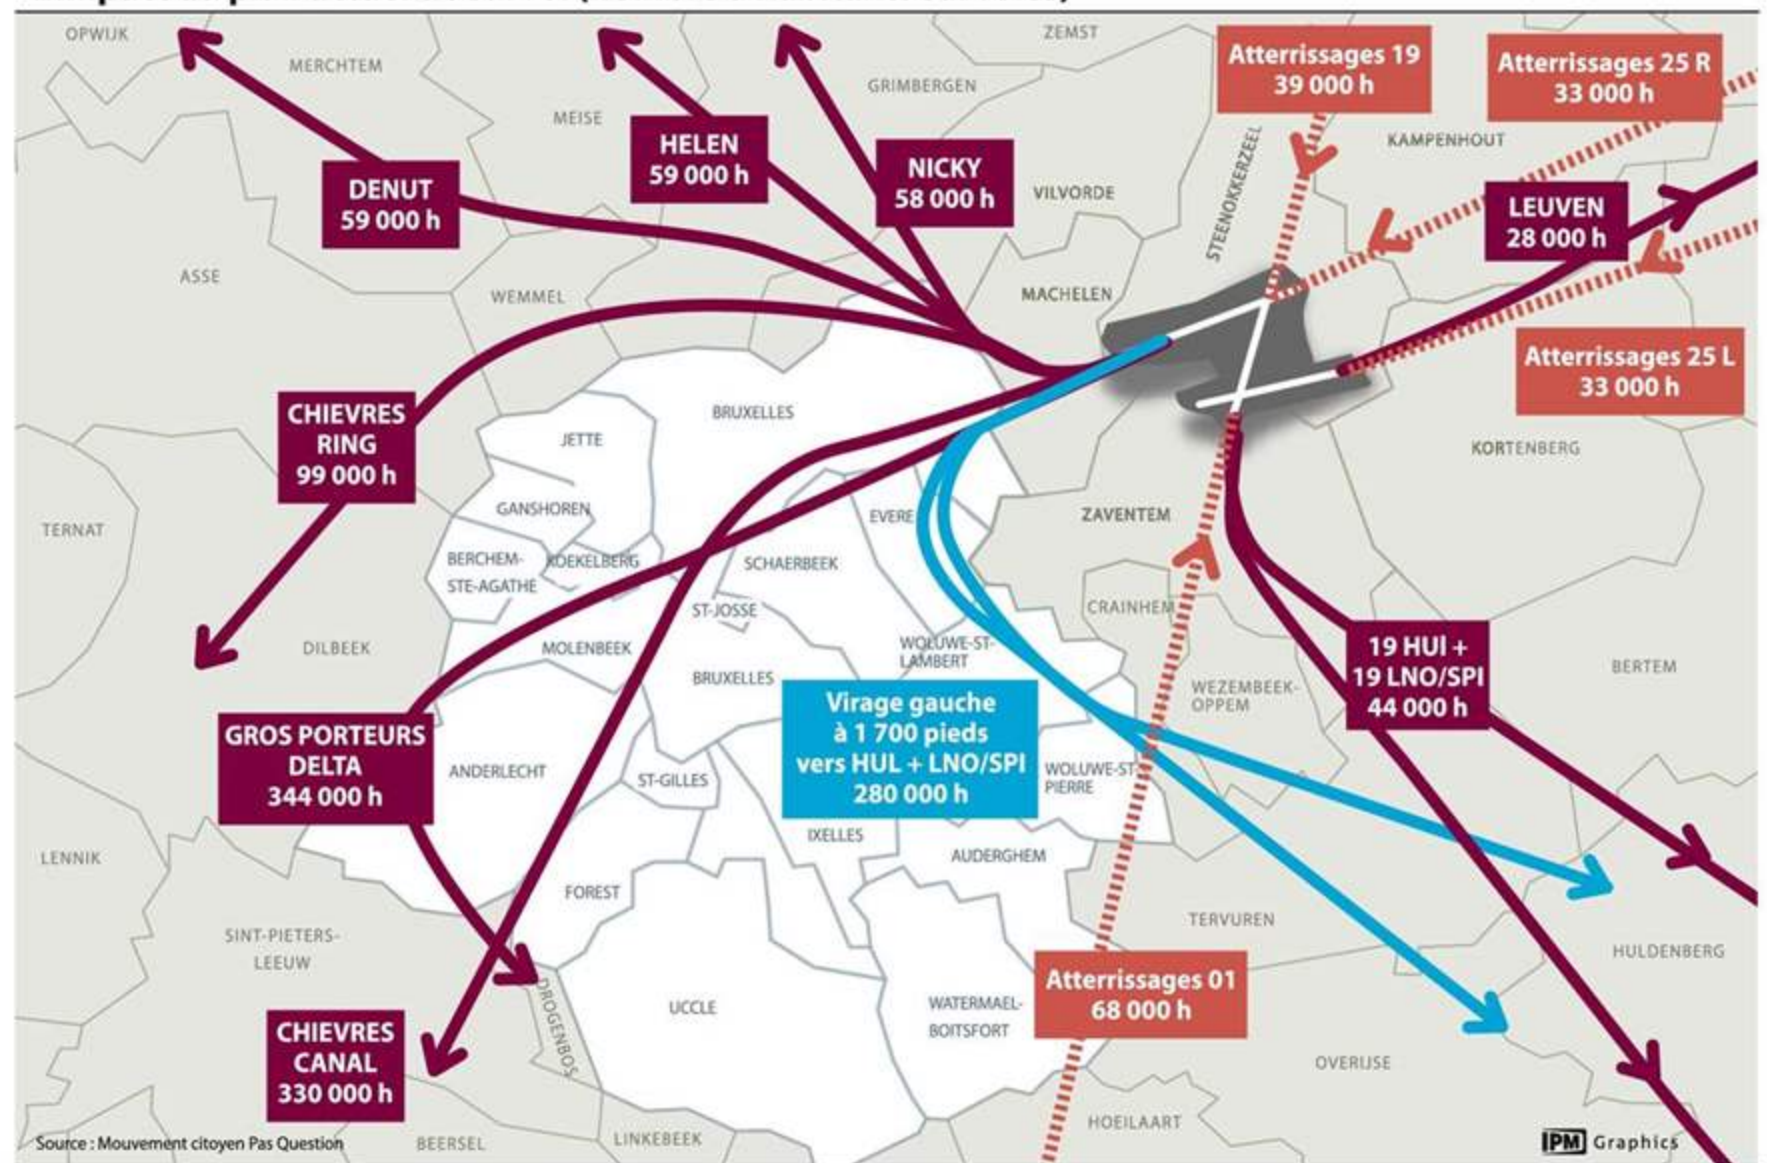 OPWIJK
MERCHTEM
MEISE
GRIMBERGEN
ZEMST
Atterrissages 19
39 000 h
Atterrissages 25 R
33 000 h
HELEN
59 000 h
NICKY
58 000 h
DENUT
59 000 h
VILVORDE
STEENOKKERZEEL
KAMPENHOUT
LEUVEN
28 000 h
ASSE
WEMMEL
MACHELEN
Atterrissages 25 L
33 000 h
CHIEVRES
RING
99 000 h
BRUXELLES
JETTE
KORTENBERG
GANSHOREN
EVERE
ZAVENTEM
TERNAT
BERCHEM-
STE-AGATHE
KOEKELBERG
SCHAERBEEK
ST-JOSSE
CRAINHEM
DILBEEK
MOLENBEEK
BRUXELLES
WOLUWE-ST-
LAMBERT
WEZEMBEEK-
OPPEM
19 HUl +
19 LNO/SPI
44 000 h
BERTEM
Virage gauche
à 1 700 pieds
vers HUL + LNO/SPI
280 000 h
GROS PORTEURS
DELTA
344 000 h
ANDERLECHT
ST-GILLES
WOLUWE-ST-
PIERRE
IXELLES
AUDERGHEM
LENNIK
FOREST
TERVUREN
SINT-PIETERS-
LEEUW
HULDENBERG
Atterrissages 01
68 000 h
DROGENBOS
UCCLE
WATERMAEL-
BOITSFORT
CHIEVRES
CANAL
330 000 h
OVERIJSE
HOEILAART
Source : Mouvement citoyen Pas Question
BEERSEL
LINKEBEEK
IPM Graphics